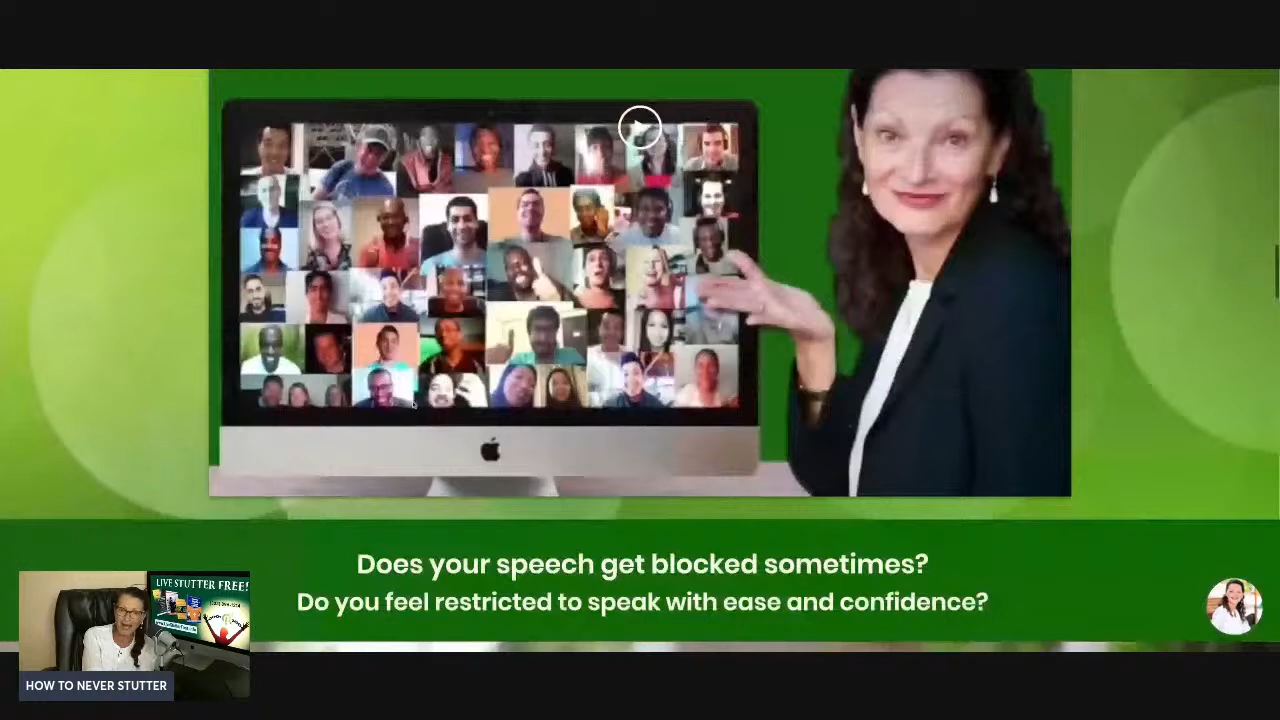 Does your speech get blocked sometimes?
Do you feel restricted to speak with ease and confidence?
LIVE STUTTER FREE!
HOW TO NEVER STUTTER